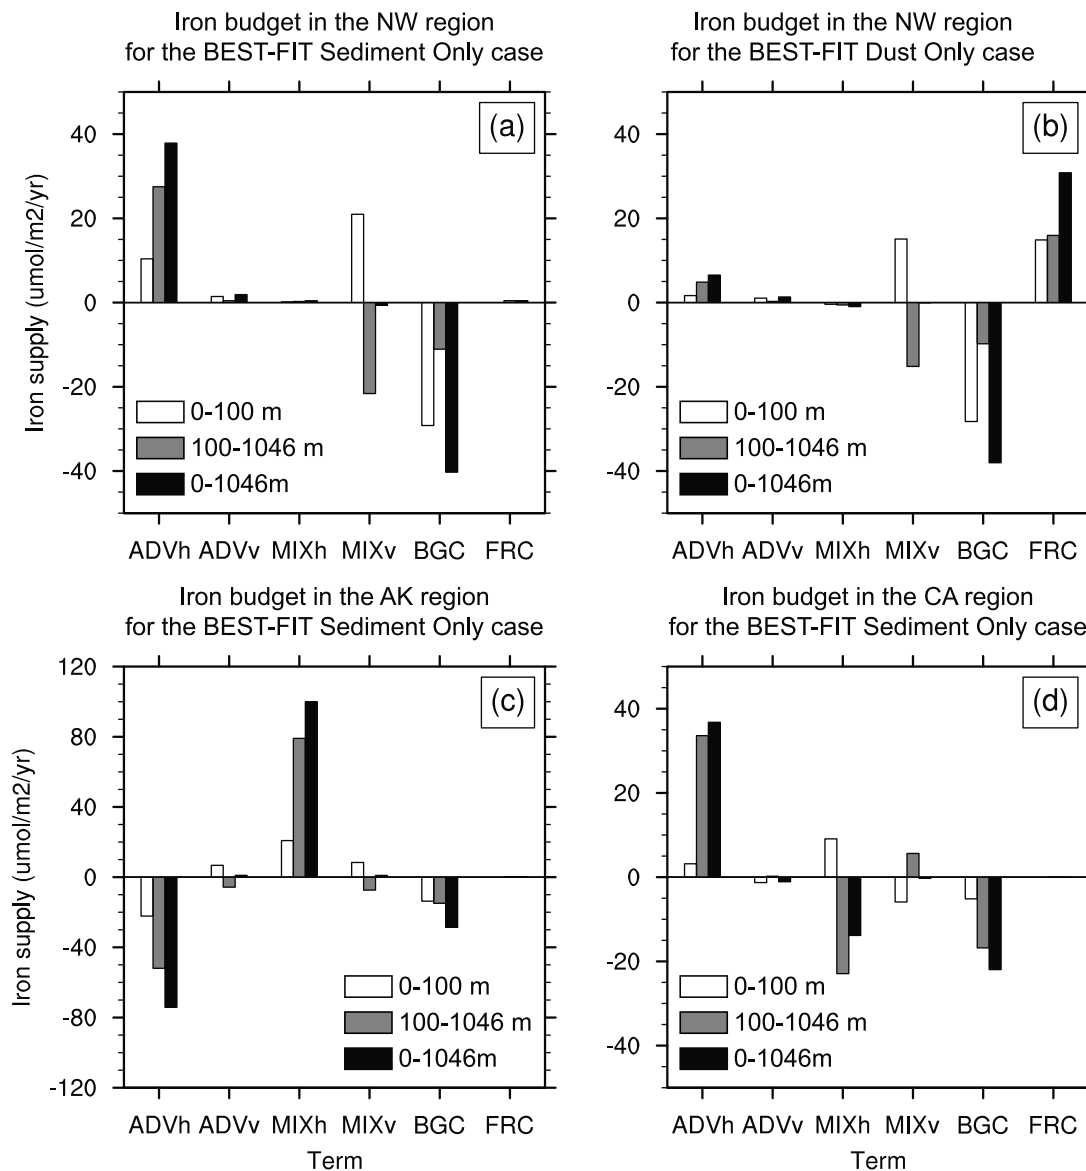 Iron budget in the NW region
for the BEST-FIT Sediment Only case
(a)
Iron supply (umol/m2/yr)
40
20
0
-20
-40
0-100 m
100-1046 m
0-1046m
ADVh ADVv MIXh MIXv BGC FRC
Iron budget in the NW region
for the BEST-FIT Dust Only case
(b)
40
20
0
-20
-40
0-100 m
100-1046 m
0-1046m
ADVh ADVv MIXh MIXv BGC FRC
Iron budget in the AK region
for the BEST-FIT Sediment Only case
(c)
Iron supply (umol/m2/yr)
120
80
40
0
-40
-80
-120
0-100 m
100-1046 m
0-1046m
ADVh ADVv MIXh MIXv BGC FRC
Term
Iron budget in the CA region
for the BEST-FIT Sediment Only case
(d)
40
20
0
-20
-40
0-100 m
100-1046 m
0-1046m
ADVh ADVv MIXh MIXv BGC FRC
Term